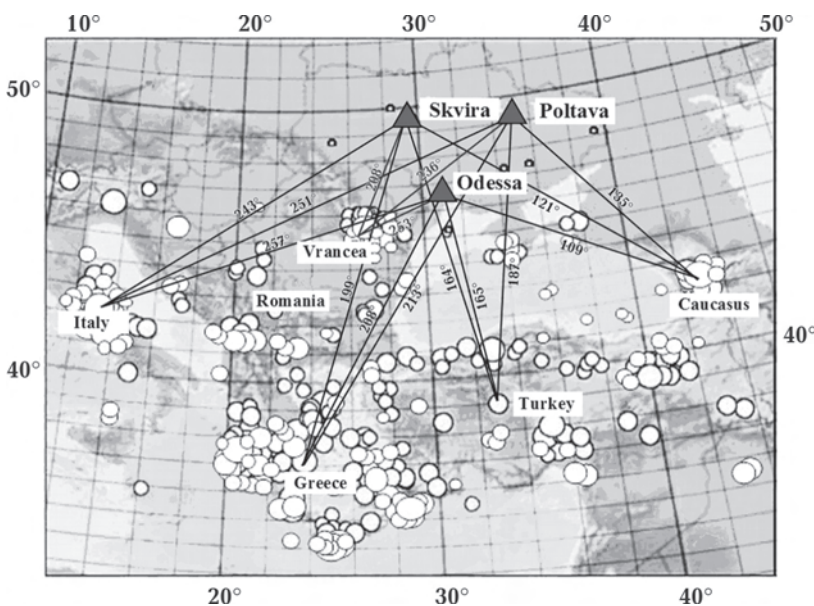 10° 20° 30° 40° 50°
50°
Skvira Poltava
Odessa
208 236°
243° 251 121° 135°
257° 253 109°
Vrancea
199 208° 213° 164° 165° 187°
Romania
Italy
Caucasus
40°
40°
Turkey
Greece
20° 30° 40°